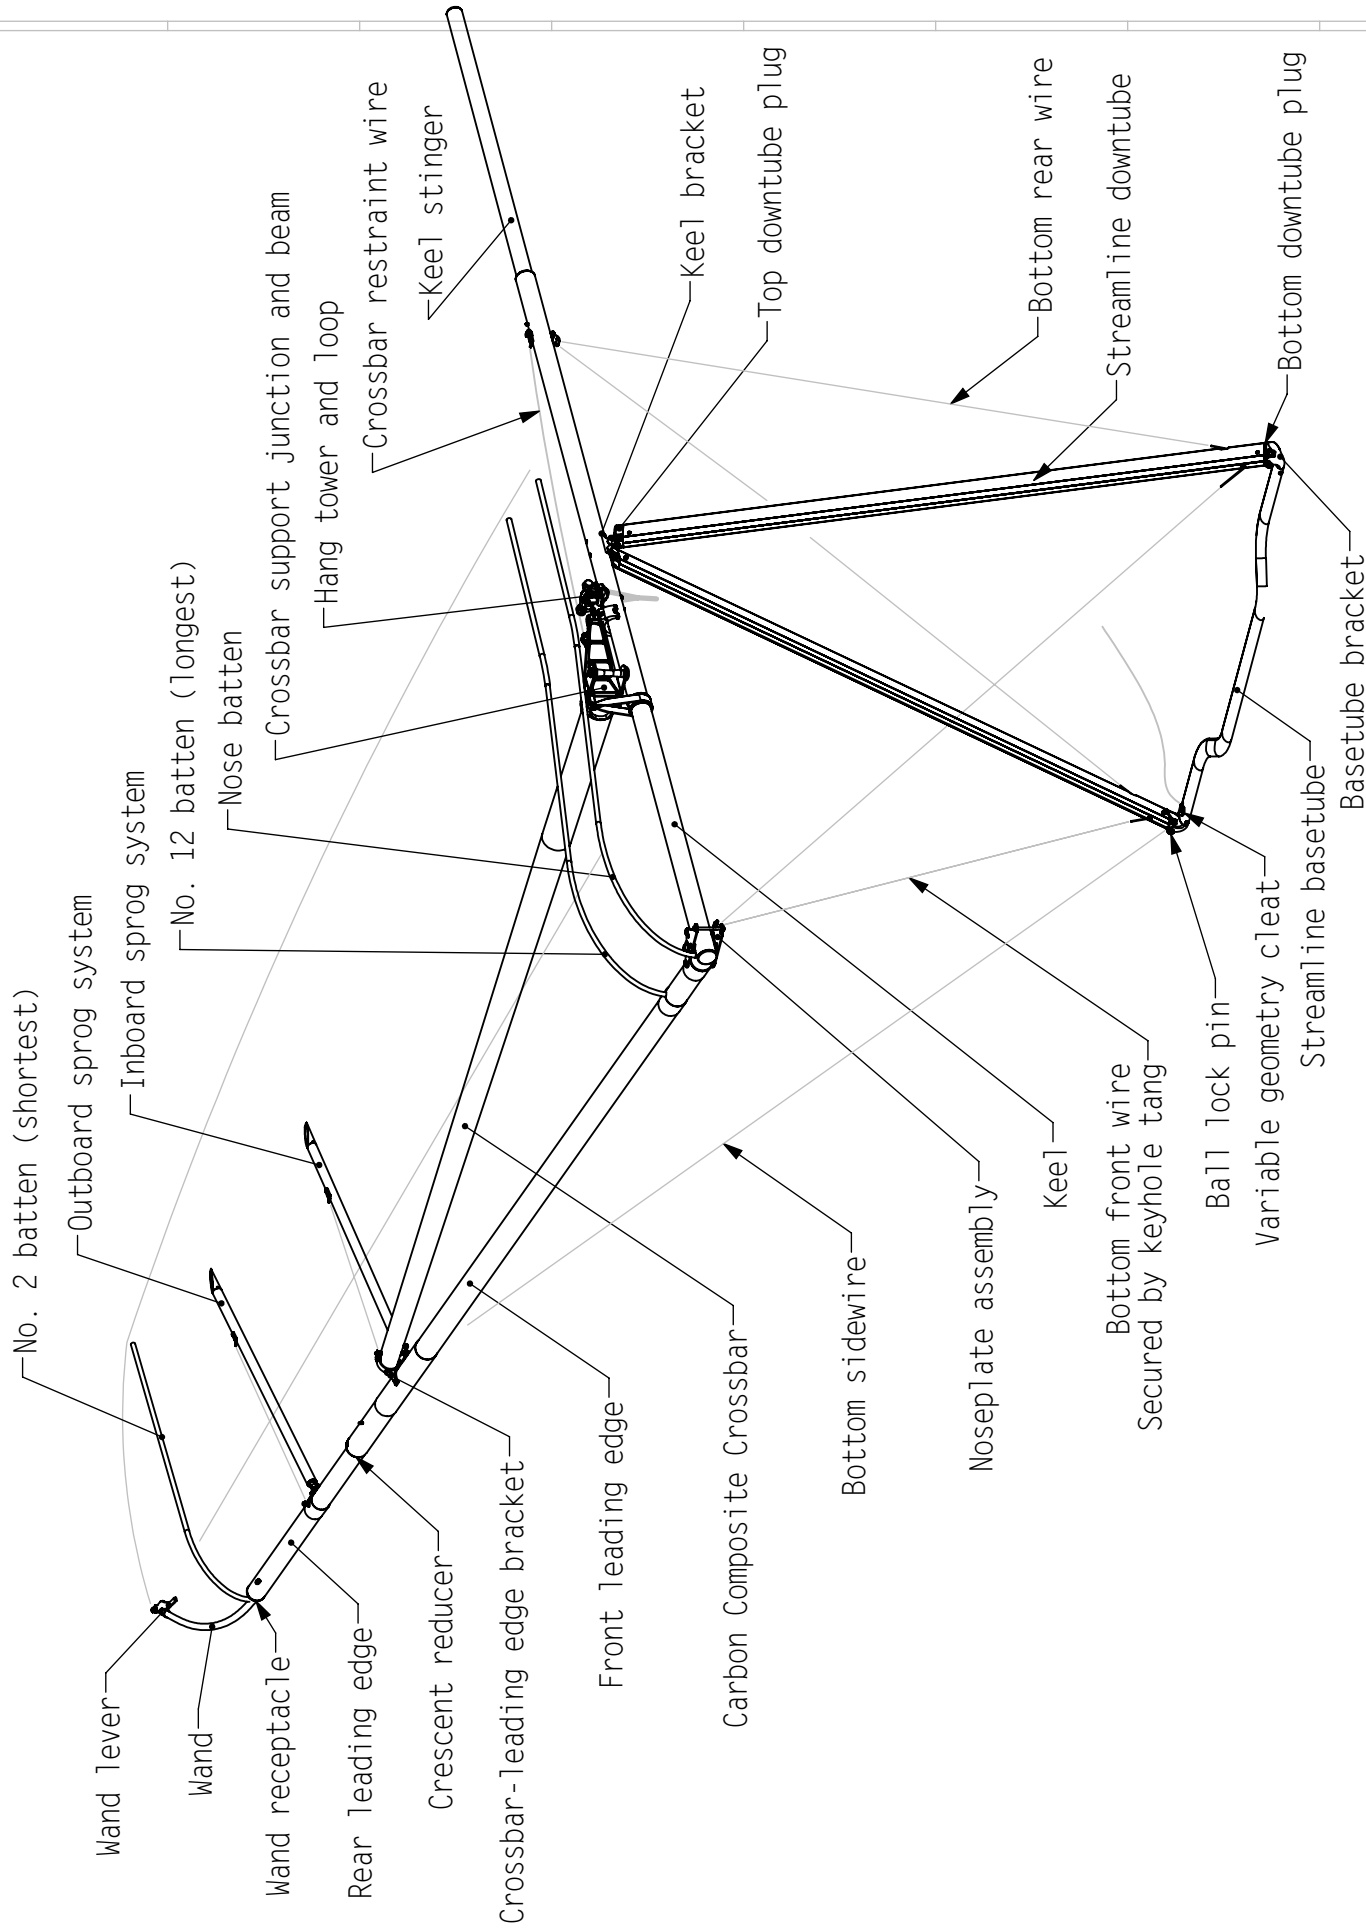 Wand lever
Wand
Wand receptacle
Rear leading edge
Crescent reducer
Crossbar-leading edge bracket
Front leading edge
Carbon Composite Crossbar
Bottom sidewire
Noseplate assembly
Keel
Bottom front wire
Secured by keyhole tang
Ball lock pin
Variable geometry cleat
Streamline basetube
Basetube bracket
No. 2 batten (shortest)
Outboard sprog system
Inboard sprog system
No. 12 batten (longest)
Nose batten
Crossbar support junction and beam
Hang tower and loop
Crossbar restraint wire
Keel stinger
Keel bracket
Top downtube plug
Bottom rear wire
Streamline downtube
Bottom downtube plug